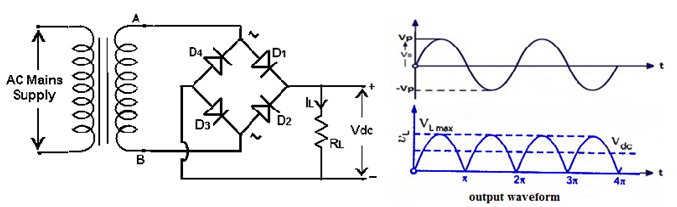 A
~
D4
D1
AC Mains
Supply
D3
D2
IL
+
Vdc
RL
~
B
−
VP
Vs
t
-VP
VL max
vL
Vdc
t
π
2π
3π
4π
output waveform